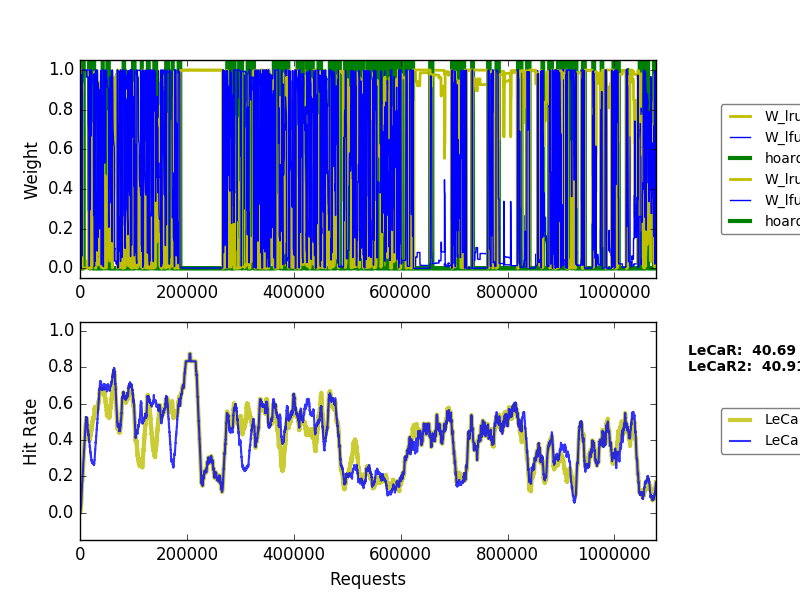 1.0
0.8
0.6
0.4
0.2
0.0
Weight
0
200000
400000
600000
800000
1000000
W_lru
W_lfu
hoard
W_lru
W_lfu
hoard
1.0
0.8
0.6
0.4
0.2
0.0
Hit Rate
0
200000
400000
600000
800000
1000000
Requests
LeCaR: 40.69
LeCaR2: 40.91
LeCa
LeCa